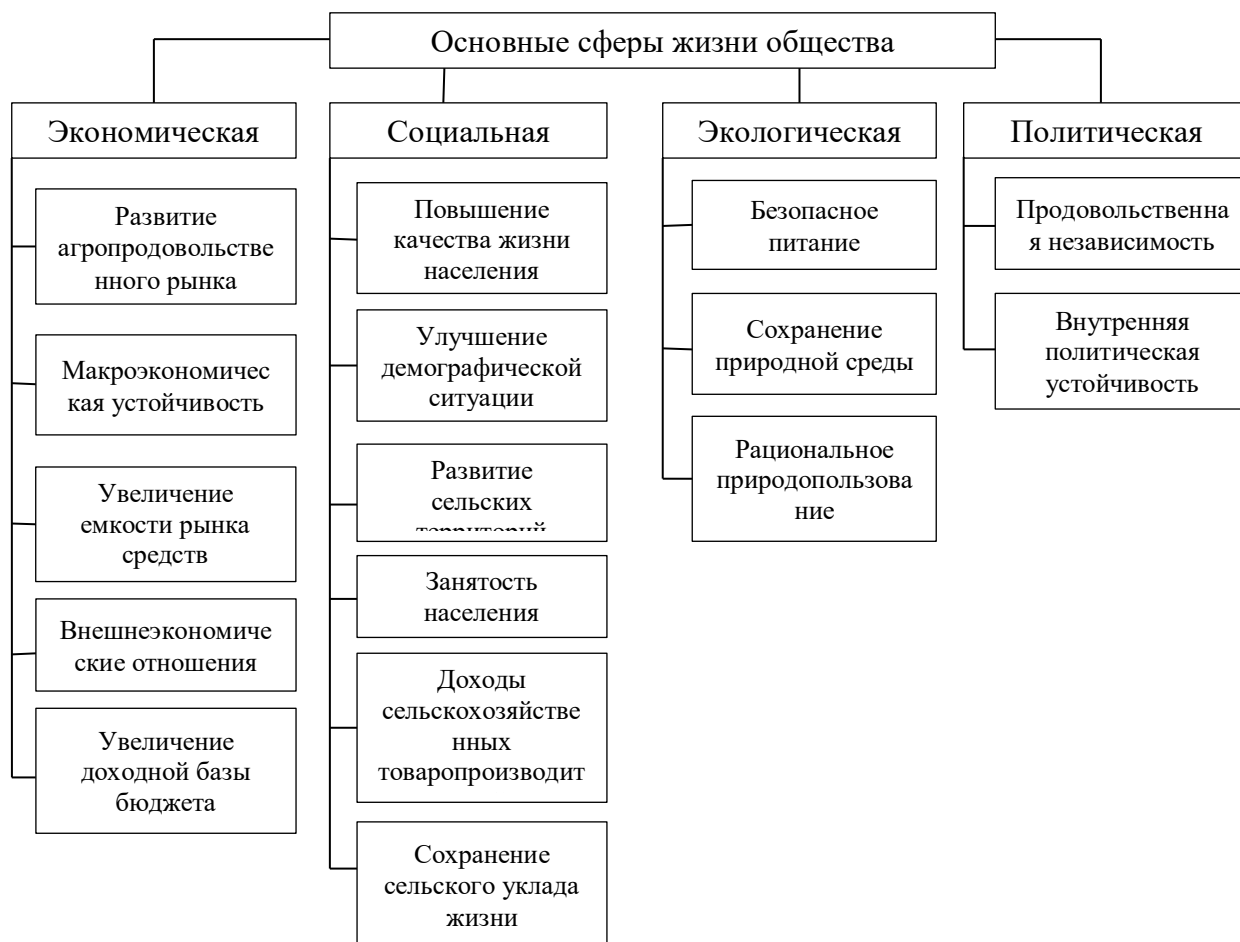 Основные сферы жизни общества
Экономическая
Развитие
агропродовольстве
нного рынка
Макроэкономичес
кая устойчивость
Увеличение
емкости рынка
средств
Внешнеэкономиче
ские отношения
Увеличение
доходной базы
бюджета
Социальная
Повышение
качества жизни
населения
Улучшение
демографической
ситуации
Развитие
сельских
территорий
Занятость
населения
Доходы
сельскохозяйстве
нных
товаропроизводит
Сохранение
сельского уклада
жизни
Экологическая
Безопасное
питание
Сохранение
природной среды
Рациональное
природопользова
ние
Политическая
Продовольственна
я независимость
Внутренняя
политическая
устойчивость